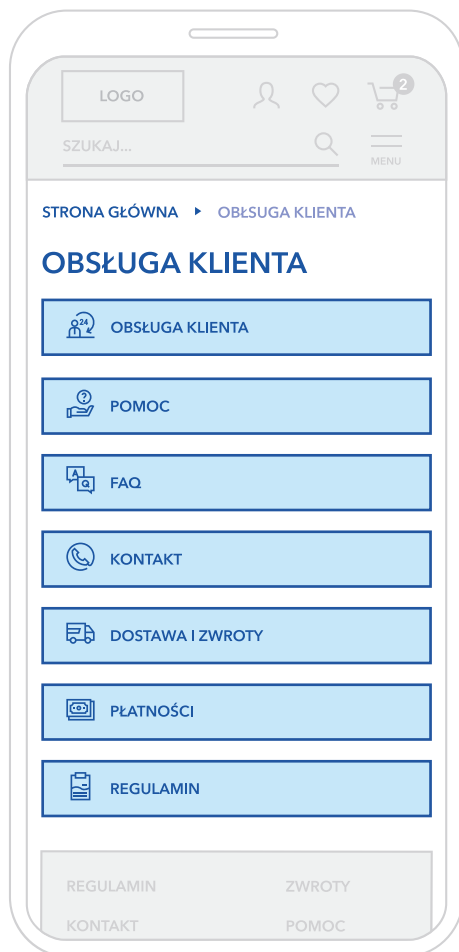 LOGO
2
SZUKAJ...
MENU
STRONA GŁÓWNA ▸ OBŁSUGA KLIENTA
OBSŁUGA KLIENTA
24 OBSŁUGA KLIENTA
? POMOC
A Q FAQ
KONTAKT
DOSTAWA I ZWROTY
PŁATNOŚCI
REGULAMIN
REGULAMIN ZWROTY
KONTAKT POMOC